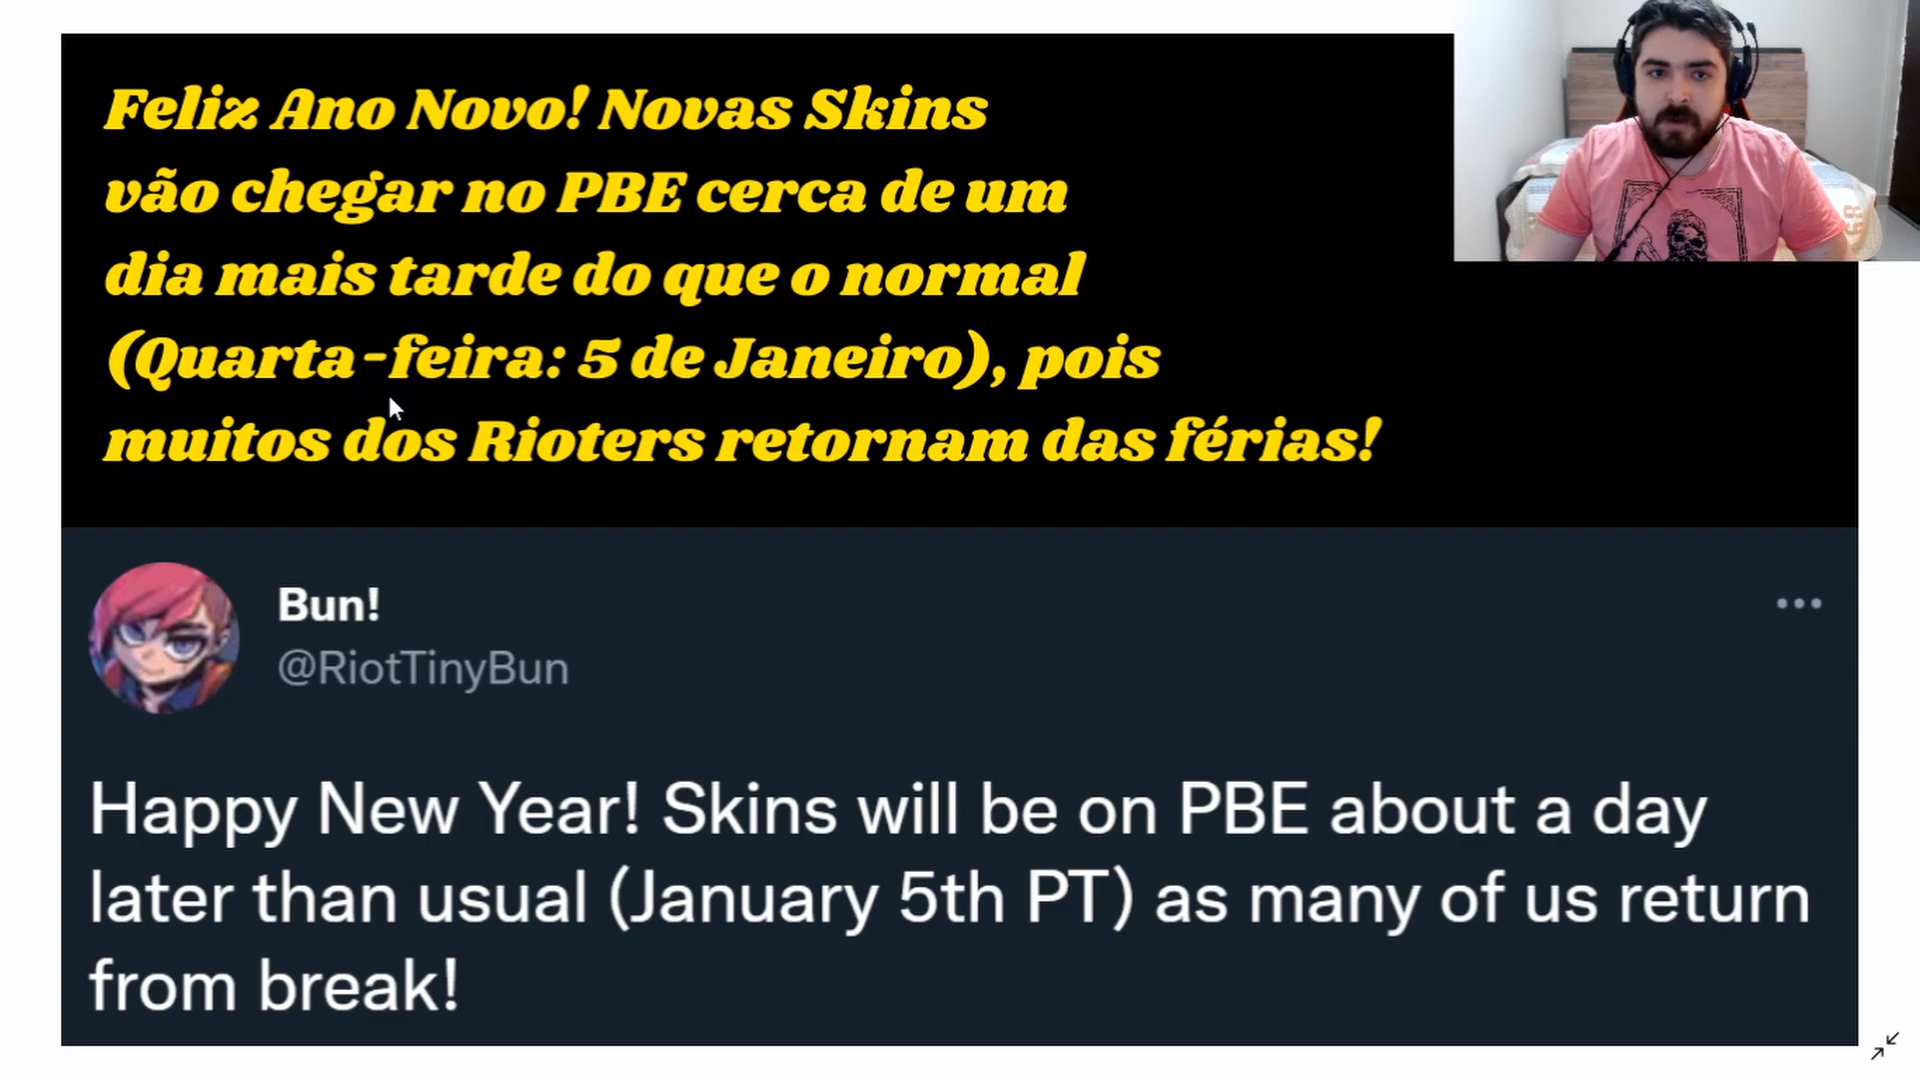 Feliz Ano Novo! Novas Skins
vão chegar no PBE cerca de um
dia mais tarde do que o normal
(Quarta-feira: 5 de Janeiro), pois
muitos dos Rioters retornam das férias!
Bun!
@RiotTinyBun
Happy New Year! Skins will be on PBE about a day
later than usual (January 5th PT) as many of us return
from break!